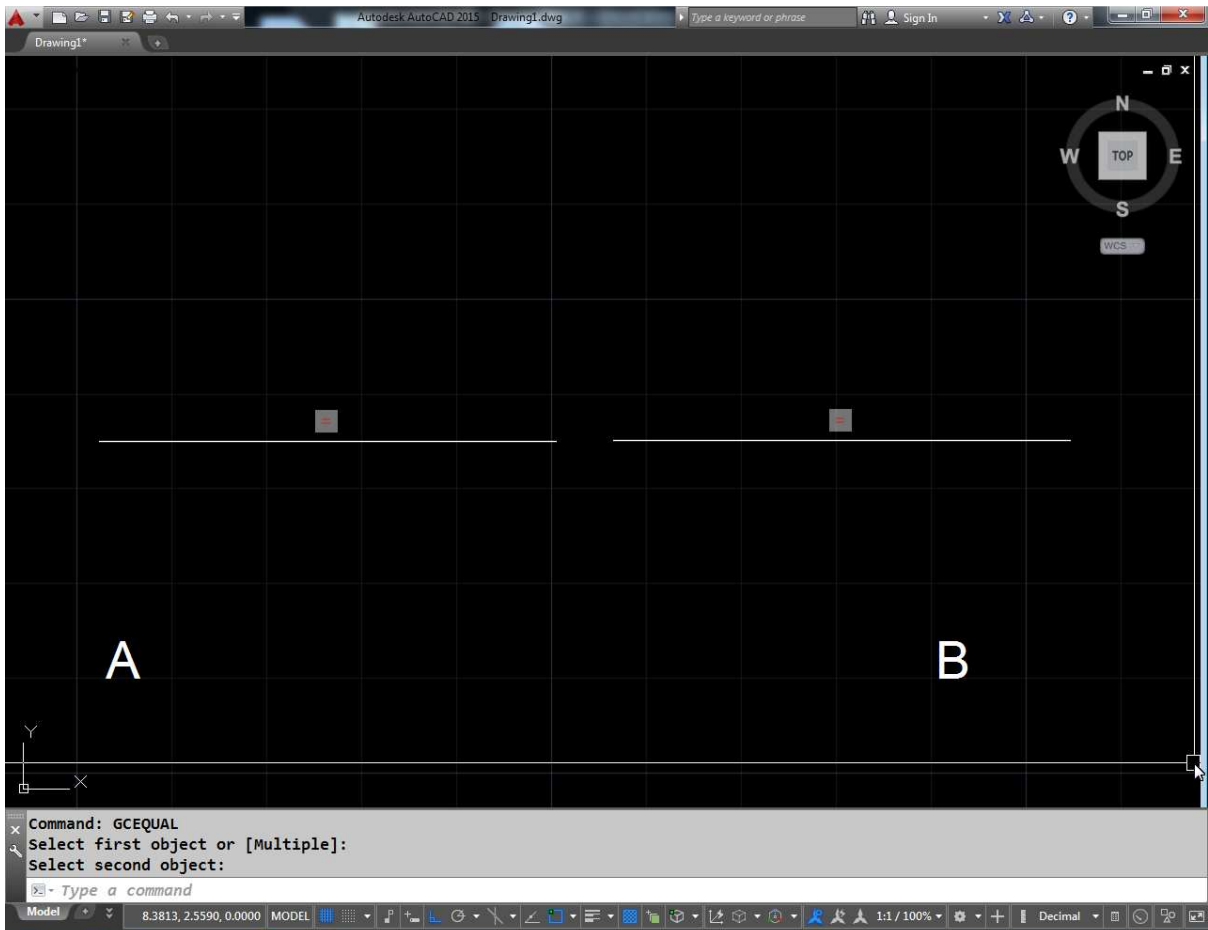 Autodesk AutoCAD 2015 Drawing1.dwg Type a keyword or phrase Sign In
Drawing1*
N
W TOP E
S
WCS
= =
A B
Y
X
Command: GCEQUAL
Select first object or [Multiple]:
Select second object:
Type a command
Model 8.3813, 2.5590, 0.0000 MODEL 1:1 / 100% Decimal